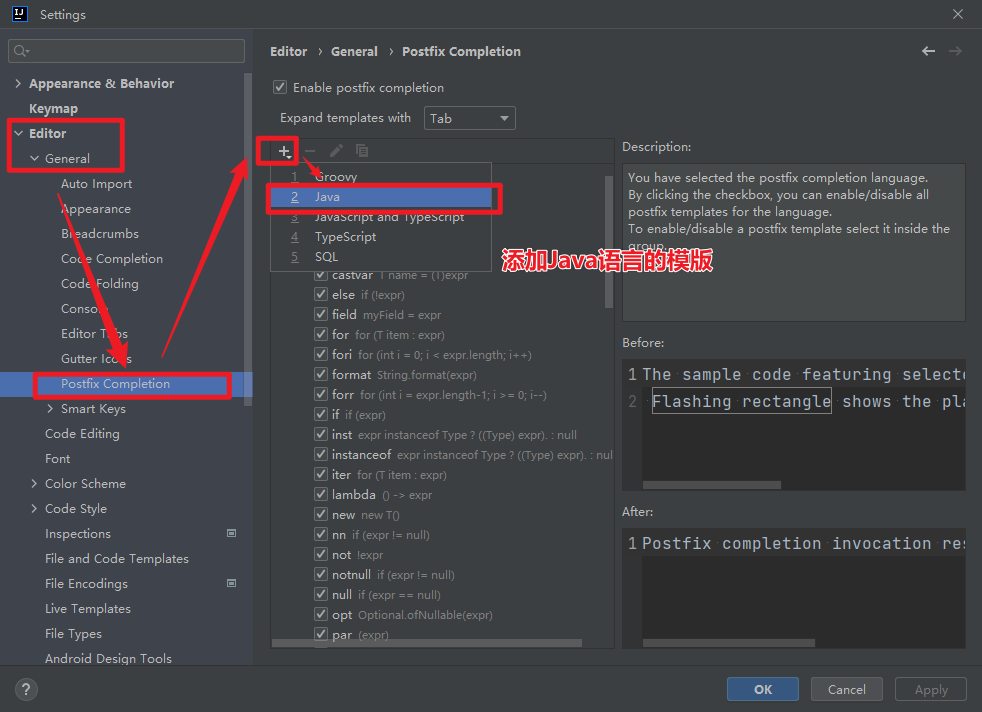 IJ
Settings
Editor › General › Postfix Completion
Appearance & Behavior
Keymap
Editor
General
Auto Import
Appearance
Breadcrumbs
Code Completion
Code Folding
Console
Editor Tabs
Gutter Icons
Postfix Completion
Smart Keys
Code Editing
Font
Color Scheme
Code Style
Inspections
File and Code Templates
File Encodings
Live Templates
File Types
Android Design Tools
Enable postfix completion
Expand templates with Tab
1 Groovy
2 Java
3 JavaScript and TypeScript
4 TypeScript
5 SQL
添加Java语言的模版
castvar T name = (T)expr
else if (!expr)
field myField = expr
for for (T item : expr)
fori for (int i = 0; i < expr.length; i++)
format String.format(expr)
forr for (int i = expr.length-1; i >= 0; i--)
if if (expr)
inst expr instanceof Type ? ((Type) expr). : null
instanceof expr instanceof Type ? ((Type) expr). : nul
iter for (T item : expr)
lambda () -> expr
new new T()
nn if (expr != null)
not !expr
notnull if (expr != null)
null if (expr == null)
opt Optional.ofNullable(expr)
par (expr)
Description:
You have selected the postfix completion language.
By clicking the checkbox, you can enable/disable all
postfix templates for the language.
To enable/disable a postfix template select it inside the
group.
Before:
1 The sample code featuring selecte
2 Flashing rectangle shows the pla
After:
1 Postfix completion invocation res
?
OK
Cancel
Apply